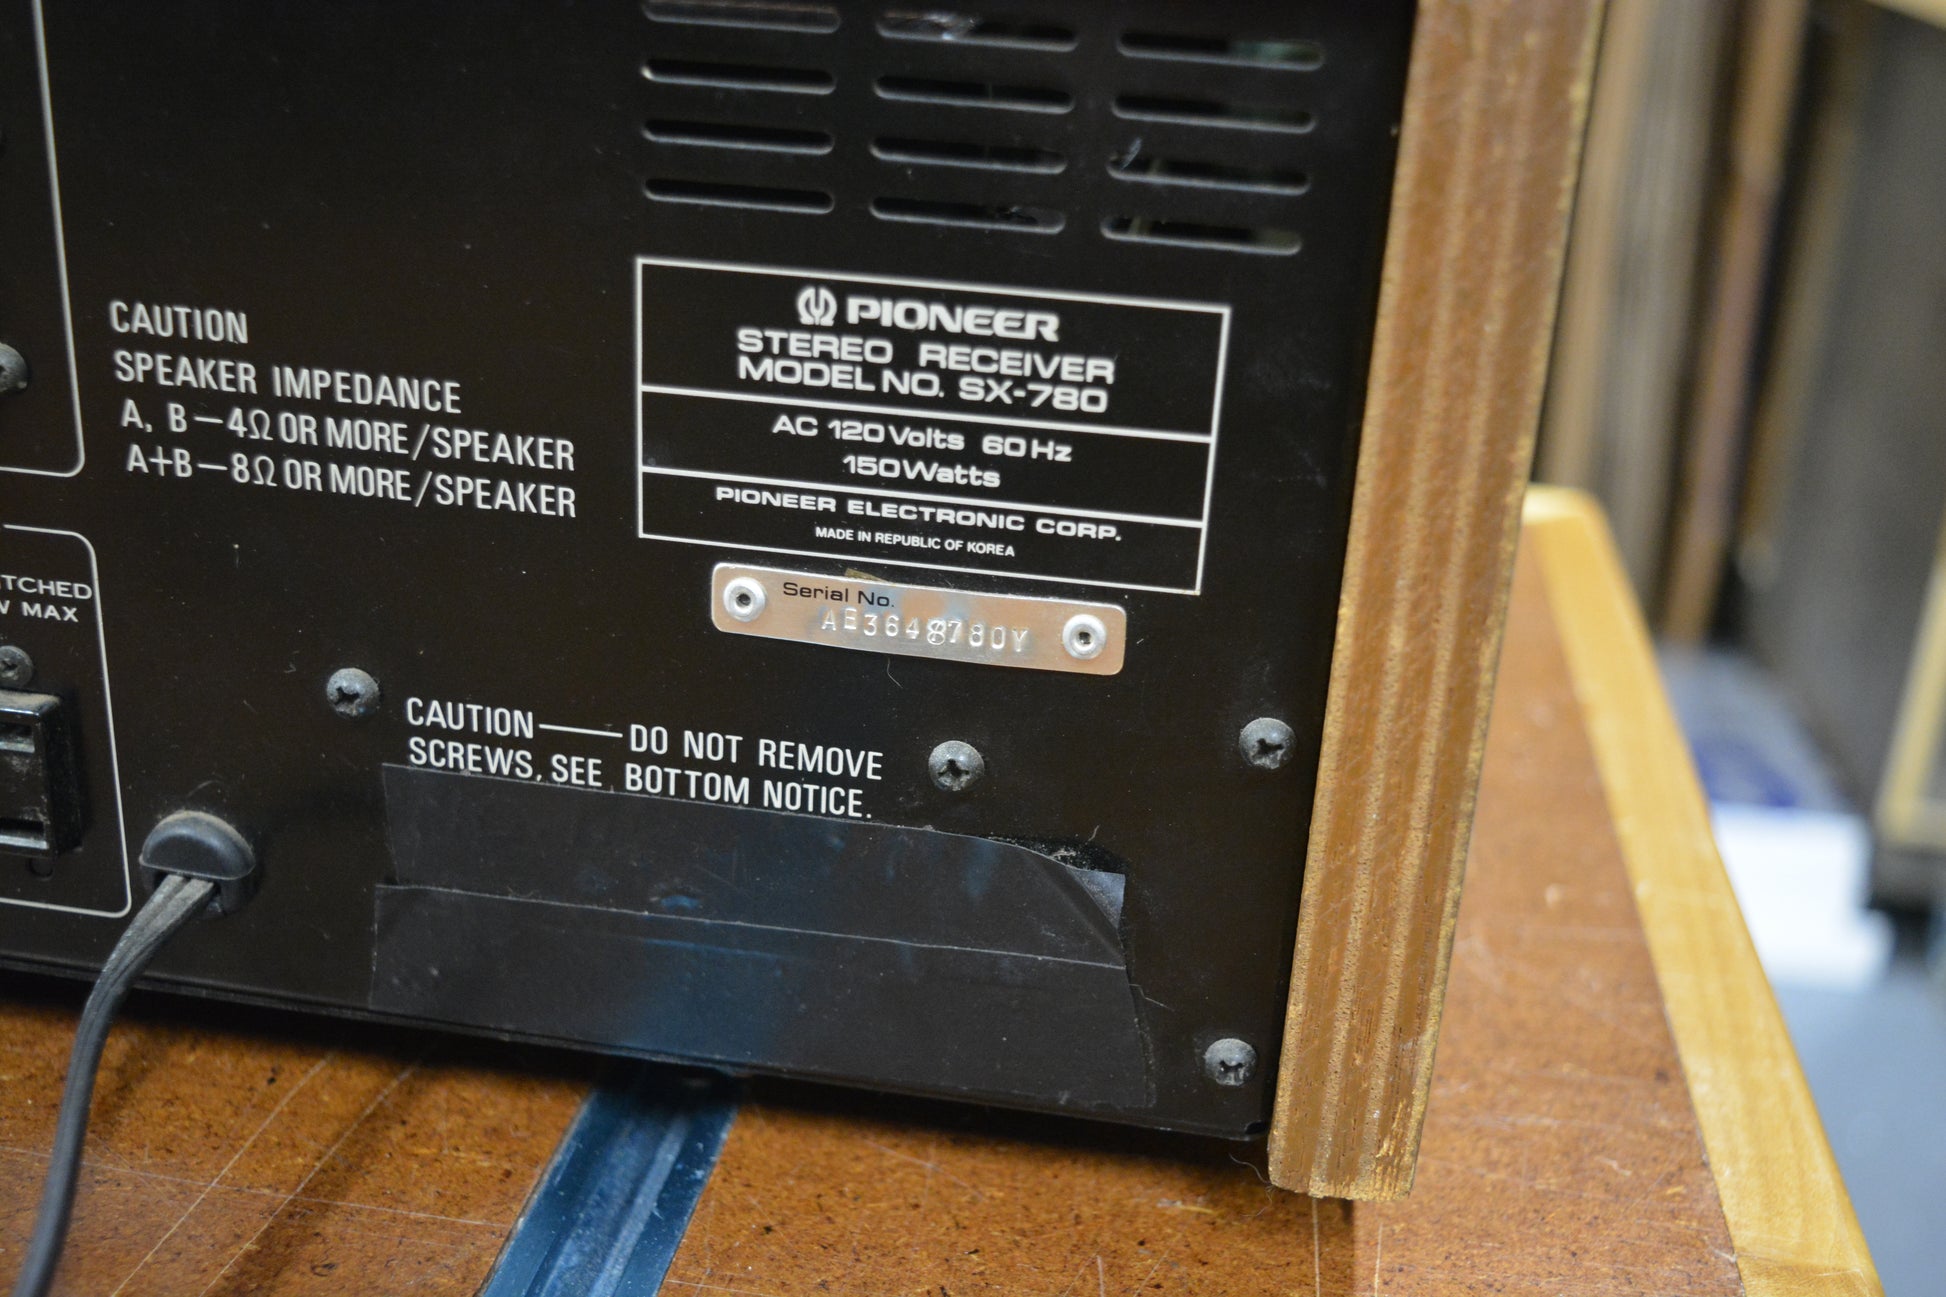 CAUTION
SPEAKER IMPEDANCE
A, B—4Ω OR MORE/SPEAKER
A+B—8Ω OR MORE/SPEAKER
PIONEER
STEREO RECEIVER
MODEL NO. SX-780
AC 120 Volts 60 Hz
150 Watts
PIONEER ELECTRONIC CORP.
MADE IN REPUBLIC OF KOREA
Serial No.
TCHED
W MAX
CAUTION—DO NOT REMOVE
SCREWS, SEE BOTTOM NOTICE.